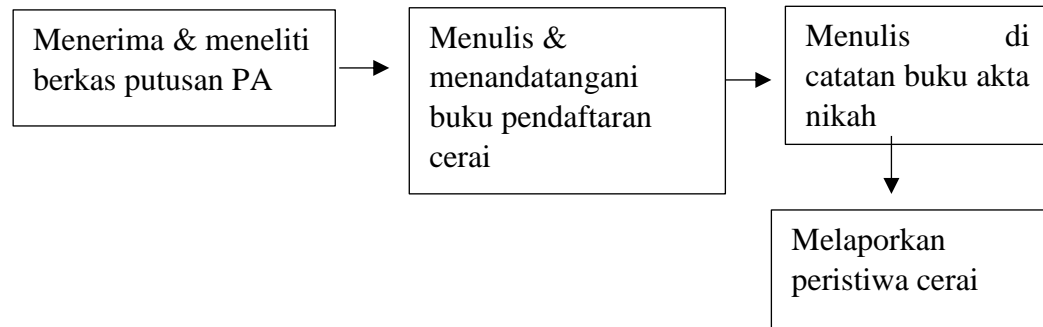 Menerima & meneliti
berkas putusan PA
Menulis &
menandatangani
buku pendaftaran
cerai
Menulis di
catatan buku akta
nikah
Melaporkan
peristiwa cerai